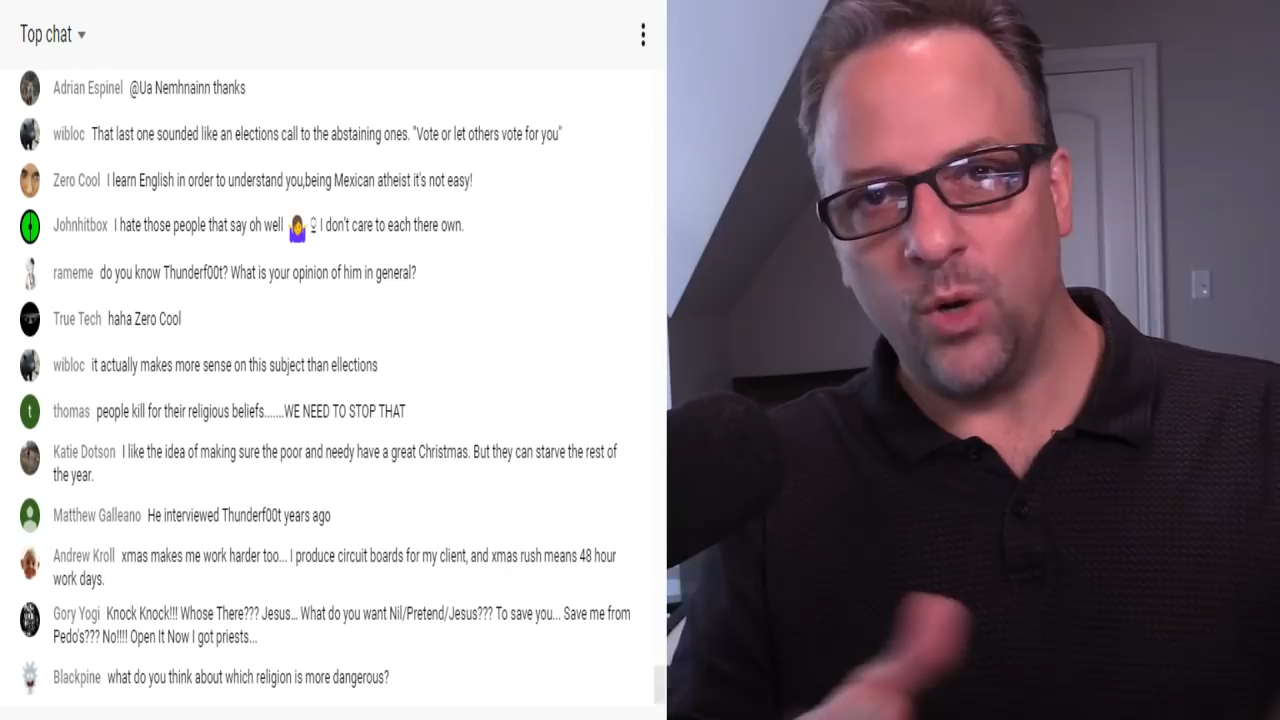 Top chat
Adrian Espinel @Ua Nemhnainn thanks
wibloc That last one sounded like an elections call to the abstaining ones. "Vote or let others vote for you"
Zero Cool I learn English in order to understand you,being Mexican atheist it's not easy!
Johnhitbox I hate those people that say oh well 🤷 ♀ I don't care to each there own.
rameme do you know Thunderf00t? What is your opinion of him in general?
True Tech haha Zero Cool
wibloc it actually makes more sense on this subject than ellections
t thomas people kill for their religious beliefs.......WE NEED TO STOP THAT
Katie Dotson I like the idea of making sure the poor and needy have a great Christmas. But they can starve the rest of
the year.
Matthew Galleano He interviewed Thunderf00t years ago
Andrew Kroll xmas makes me work harder too... I produce circuit boards for my client, and xmas rush means 48 hour
work days.
Gory Yogi Knock Knock!!! Whose There??? Jesus... What do you want Nil/Pretend/Jesus??? To save you... Save me from
Pedo's??? No!!!! Open It Now I got priests...
Blackpine what do you think about which religion is more dangerous?